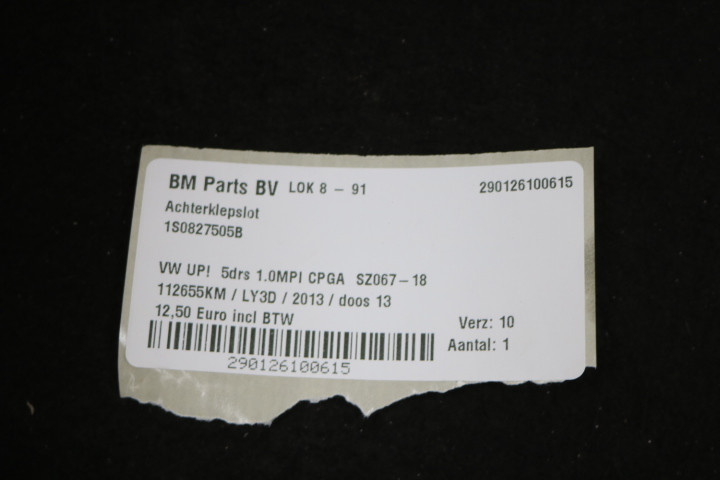 BM Parts BV LOK 8 - 91 290126100615
Achterklepslot
1S0827505B
VW UP! 5drs 1.0MPI CPGA SZ067-18
112655KM / LY3D / 2013 / doos 13
12,50 Euro incl BTW Verz: 10
Aantal: 1
290126100615